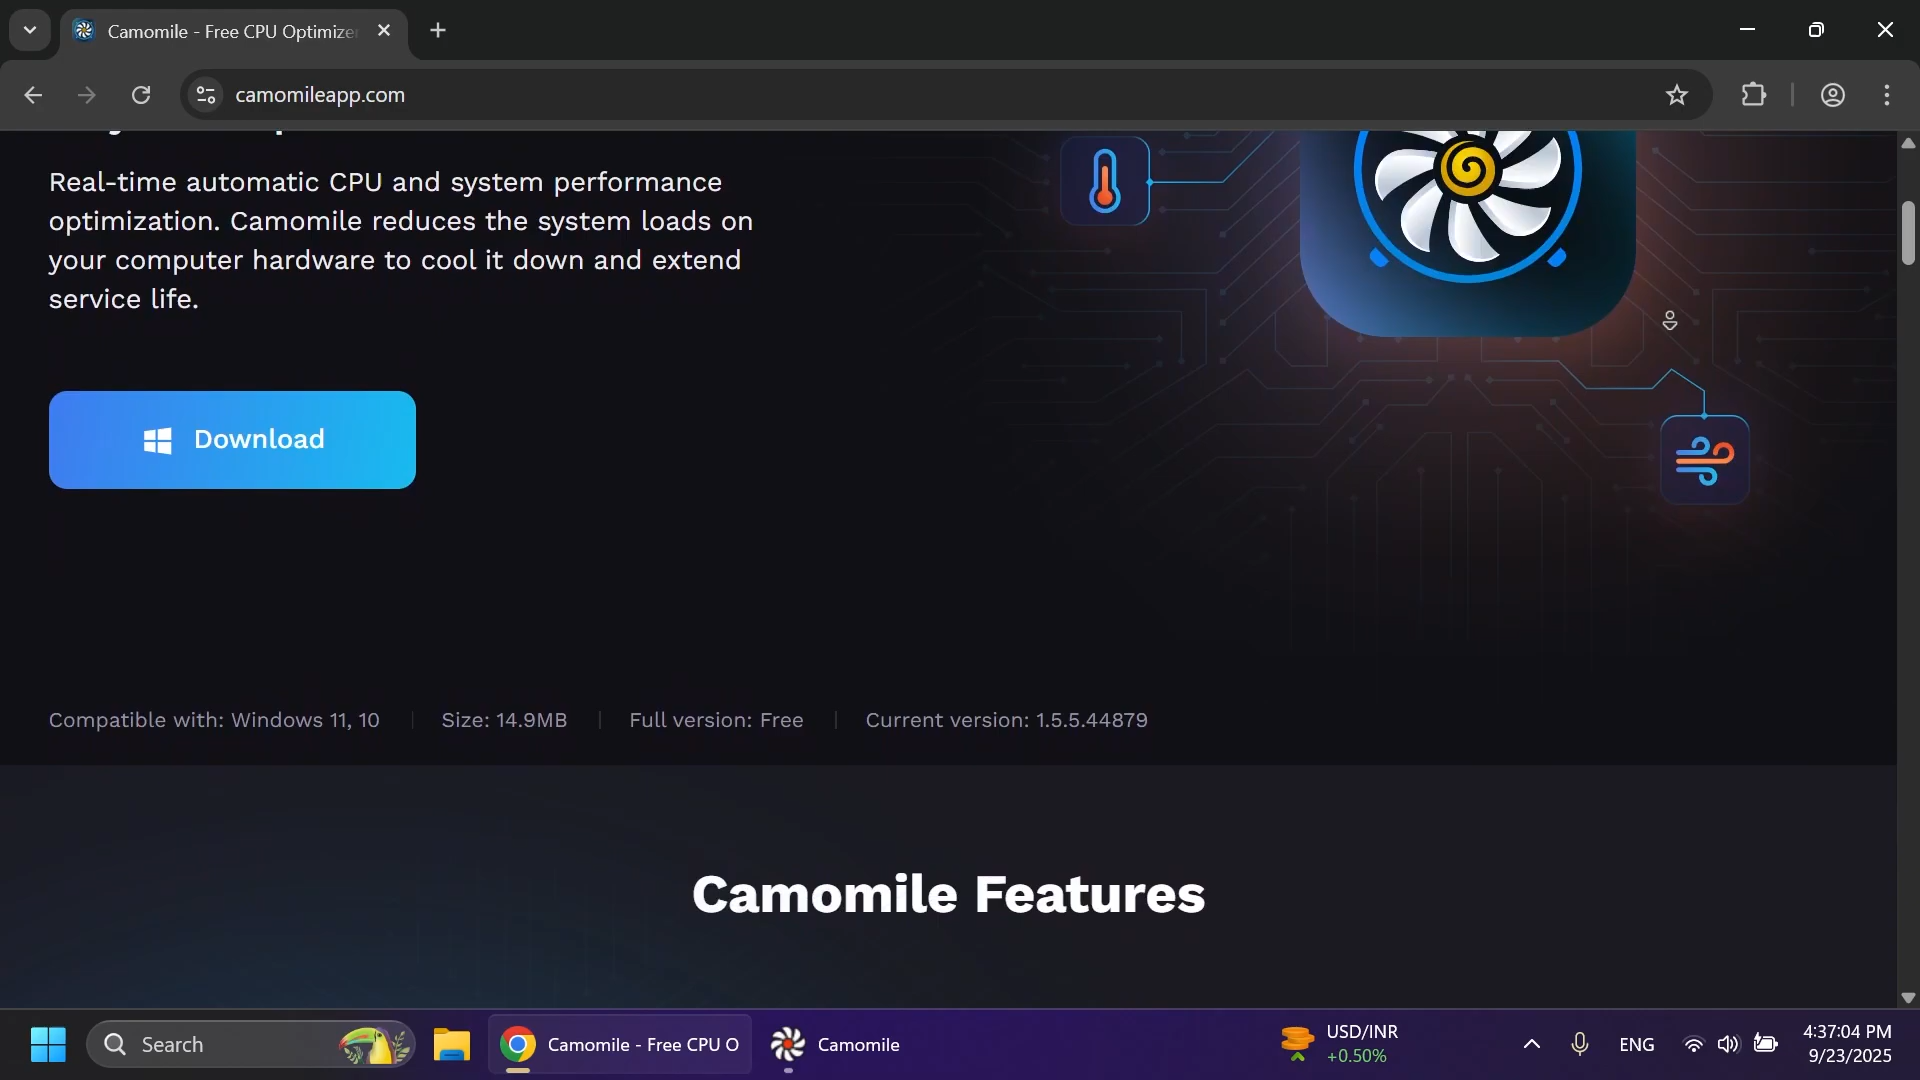 Camomile - Free CPU Optimize
camomileapp.com
Real-time automatic CPU and system performance
optimization. Camomile reduces the system loads on
your computer hardware to cool it down and extend
service life.
Download
Compatible with: Windows 11, 10
Size: 14.9MB
Full version: Free
Current version: 1.5.5.44879
Camomile Features
Search
Camomile - Free CPU O
Camomile
USD/INR
+0.50%
ENG
4:37:04 PM
9/23/2025